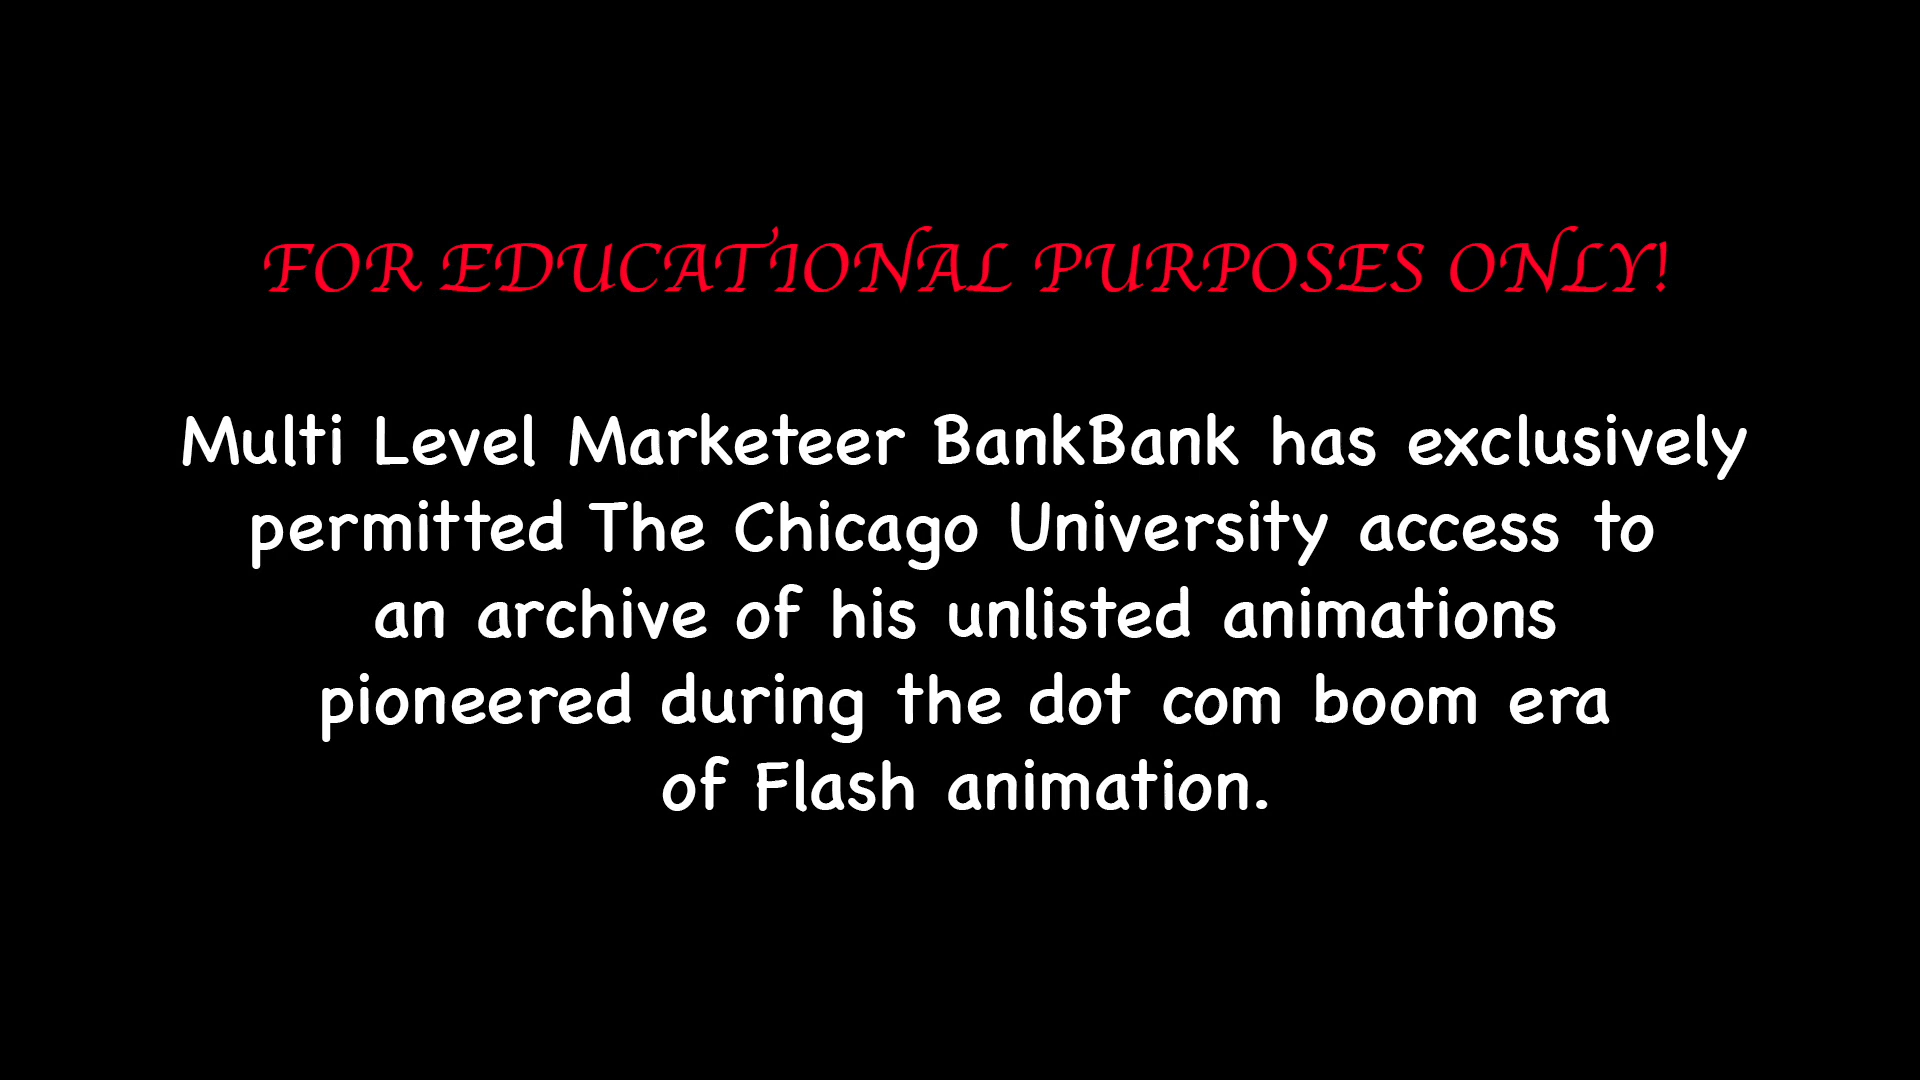 FOR EDUCATIONAL PURPOSES ONLY!
Multi Level Marketeer BankBank has exclusively
permitted The Chicago University access to
an archive of his unlisted animations
pioneered during the dot com boom era
of Flash animation.